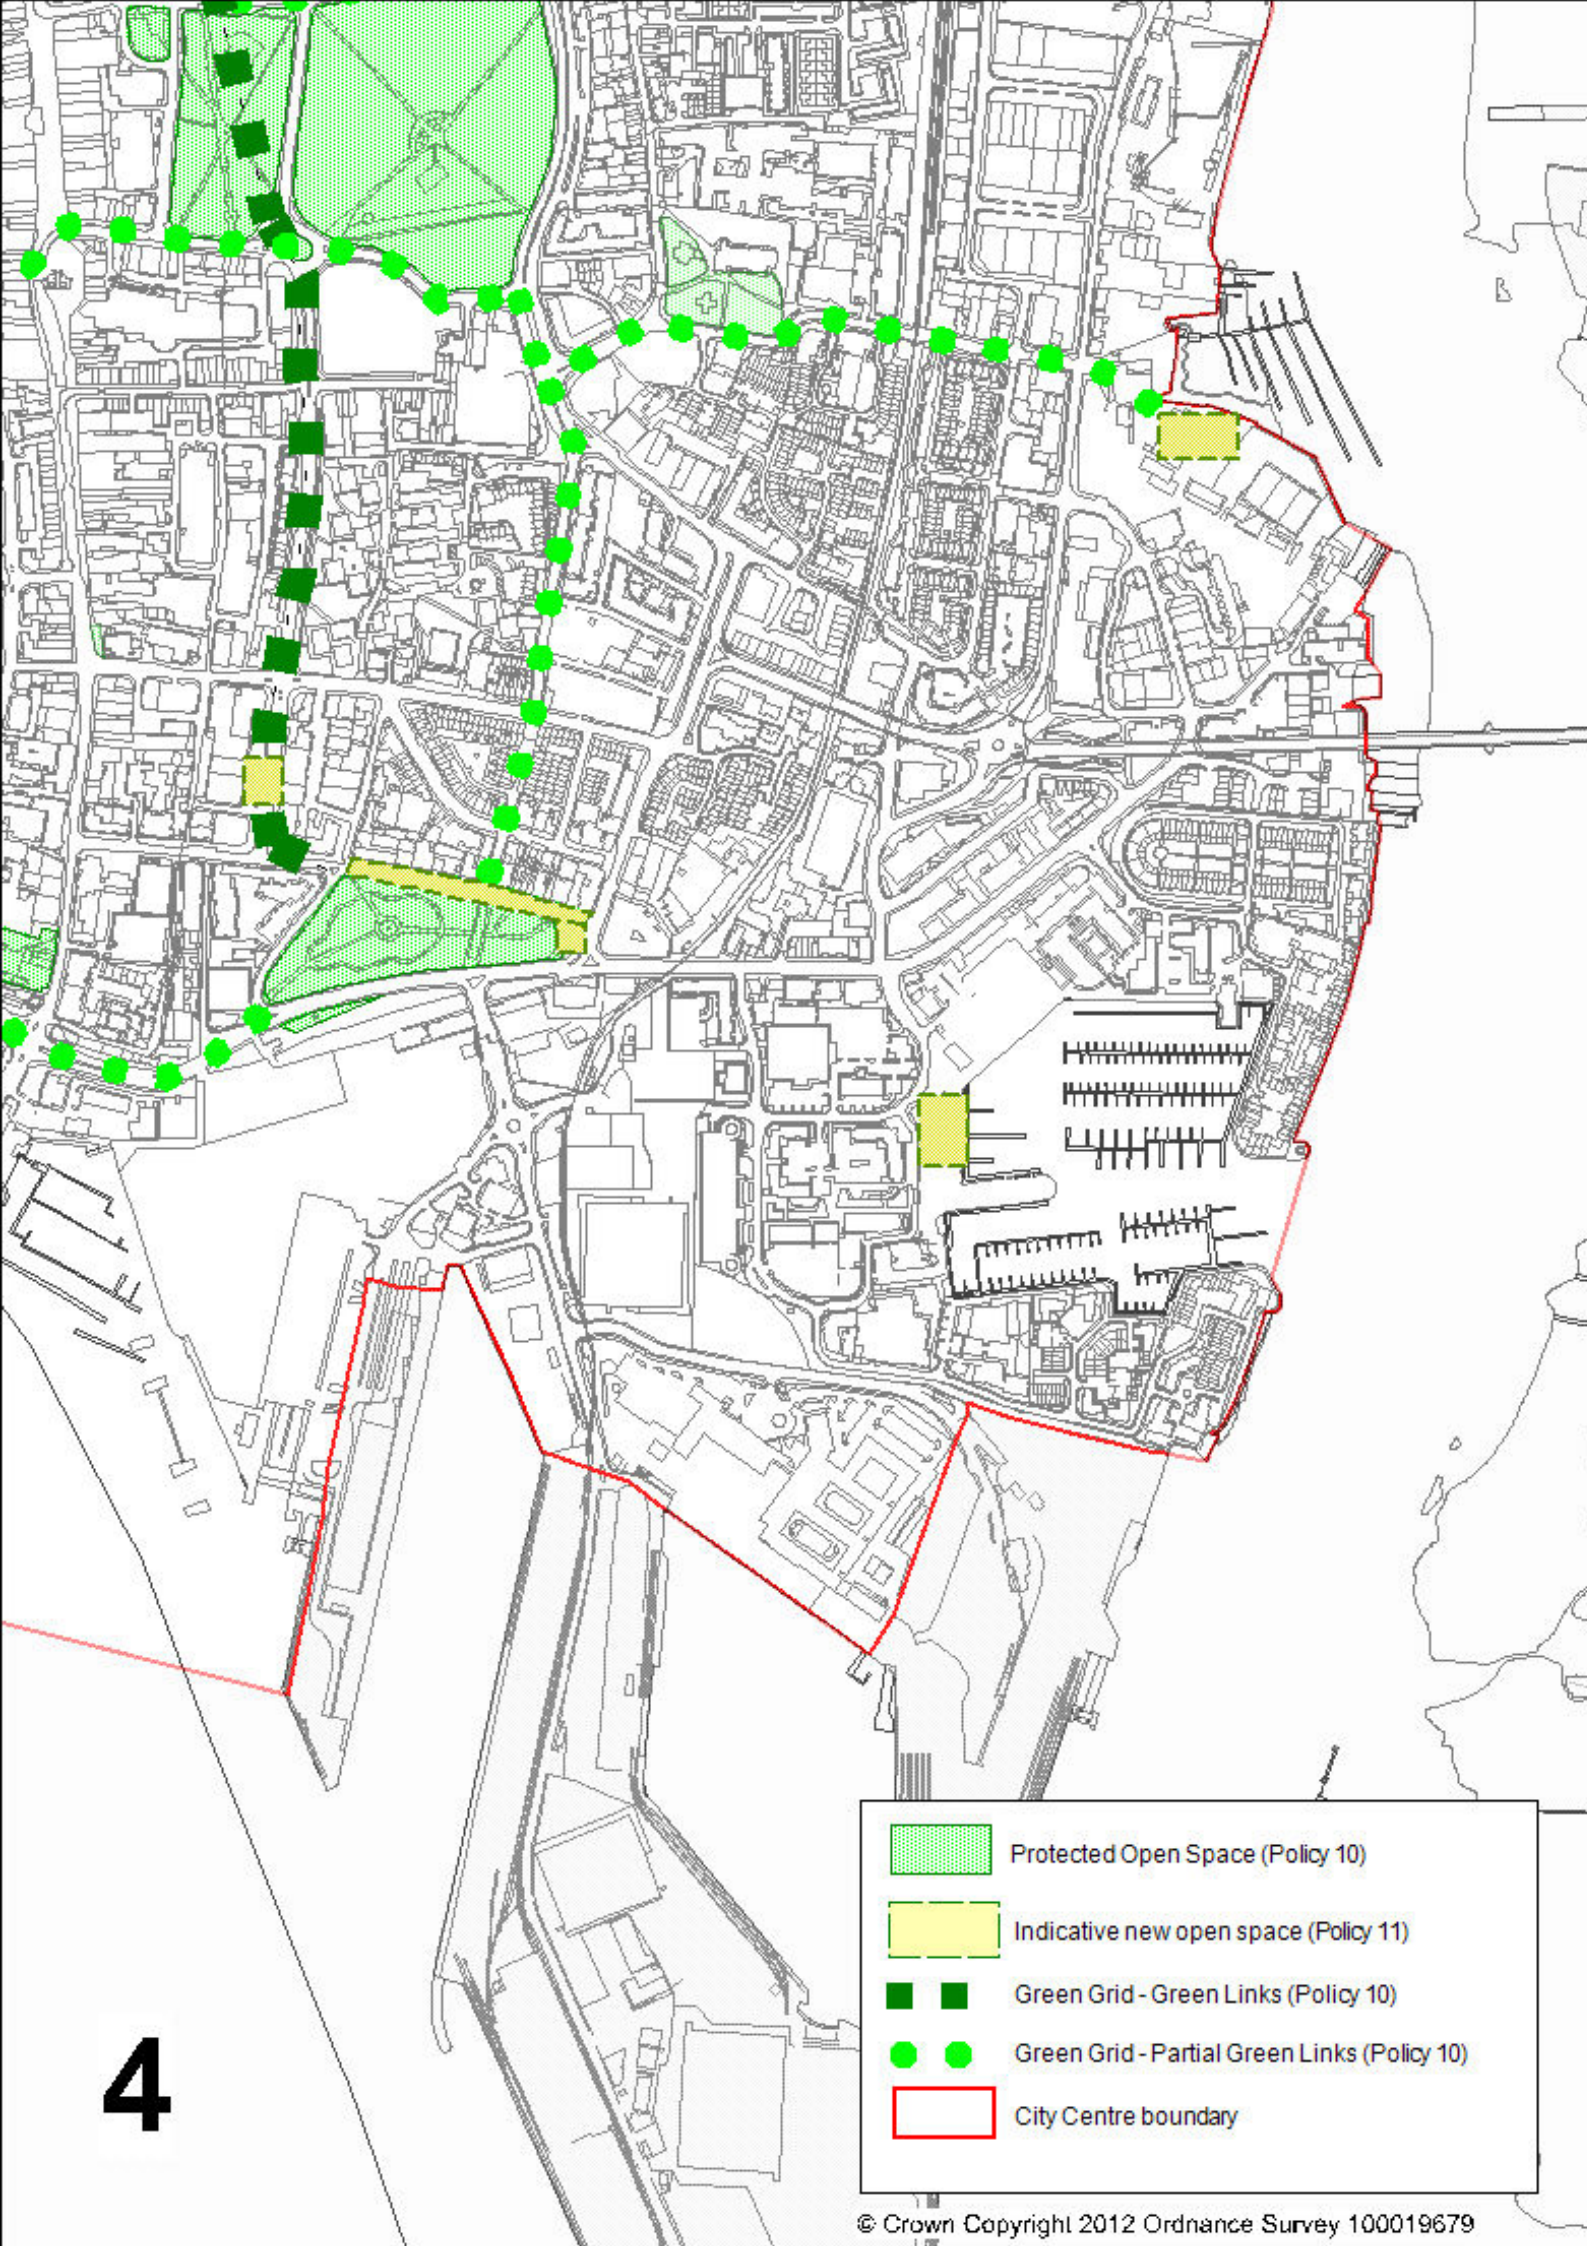 Protected Open Space (Policy 10)
Indicative new open space (Policy 11)
Green Grid - Green Links (Policy 10)
Green Grid - Partial Green Links (Policy 10)
City Centre boundary
4
© Crown Copyright 2012 Ordnance Survey 100019679